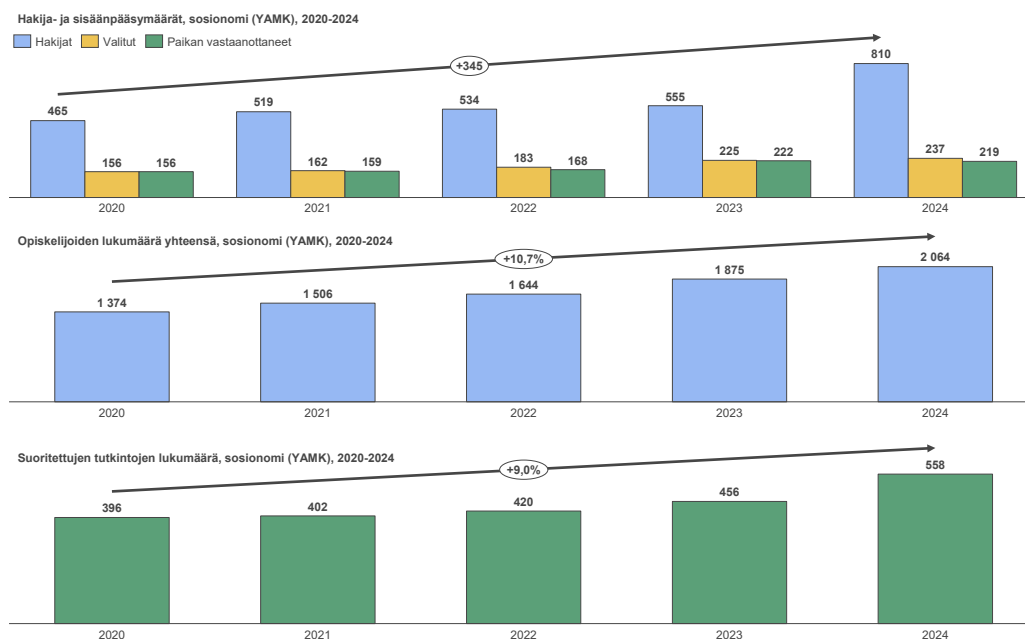 Hakija- ja sisäänpääsymäärät, sosionomi (YAMK), 2020-2024
Hakijat Valitut Paikan vastaanottaneet
+345
465 156 156 519 162 159 534 183 168 555 225 222 810 237 219
2020 2021 2022 2023 2024
Opiskelijoiden lukumäärä yhteensä, sosionomi (YAMK), 2020-2024
+10,7%
1 374 1 506 1 644 1 875 2 064
2020 2021 2022 2023 2024
Suoritettujen tutkintojen lukumäärä, sosionomi (YAMK), 2020-2024
+9,0%
396 402 420 456 558
2020 2021 2022 2023 2024